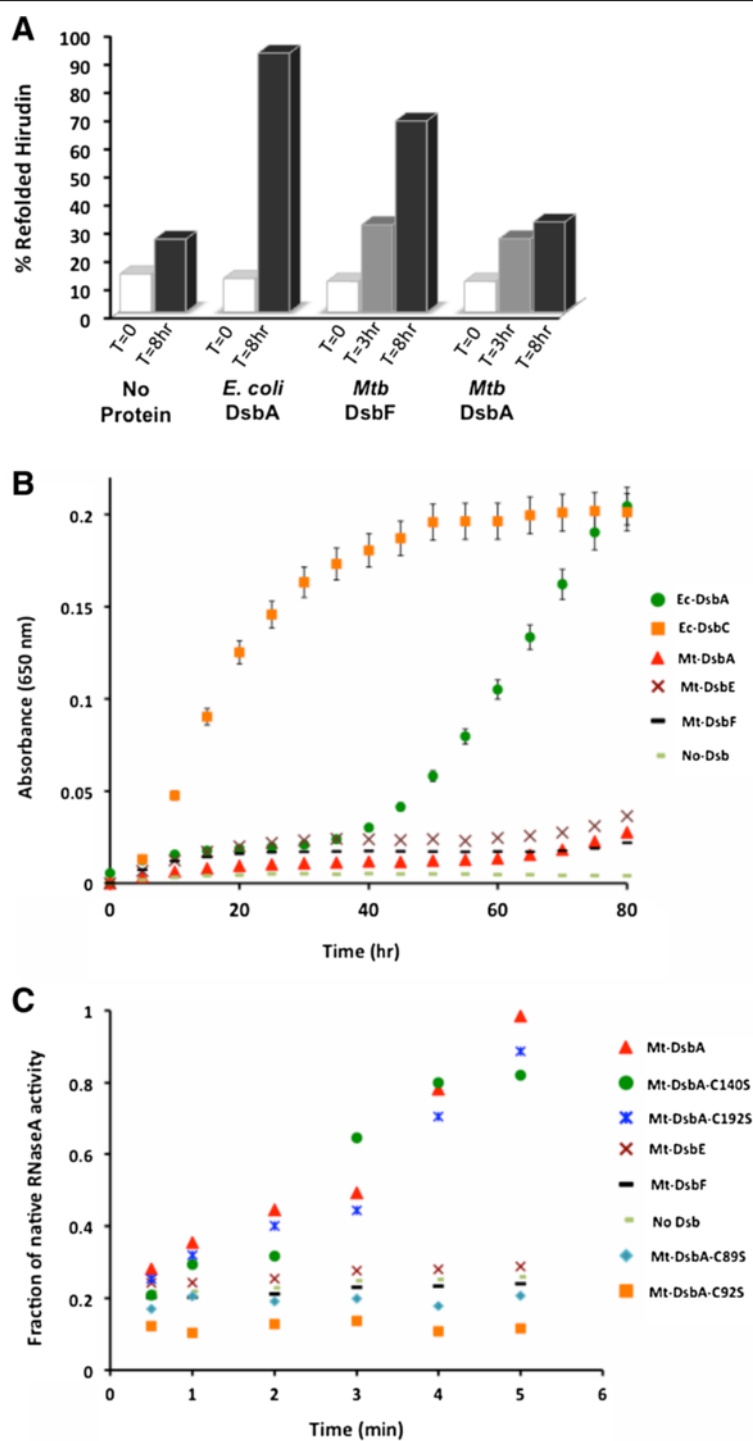 A
% Refolded Hirudin
100
90
80
70
60
50
40
30
20
10
0
T=0
T=8hr
T=0
T=8hr
T=0
T=3hr
T=8hr
T=0
T=3hr
T=8hr
No
Protein
E. coli
DsbA
Mtb
DsbF
Mtb
DsbA
B
Absorbance (650 nm)
0.2
0.15
0.1
0.05
0
0
20
40
60
80
Time (hr)
Ec-DsbA
Ec-DsbC
Mt-DsbA
Mt-DsbE
Mt-DsbF
No-Dsb
C
Fraction of native RNaseA activity
1
0.8
0.6
0.4
0.2
0
0
1
2
3
4
5
6
Time (min)
Mt-DsbA
Mt-DsbA-C140S
Mt-DsbA-C192S
Mt-DsbE
Mt-DsbF
No Dsb
Mt-DsbA-C89S
Mt-DsbA-C92S